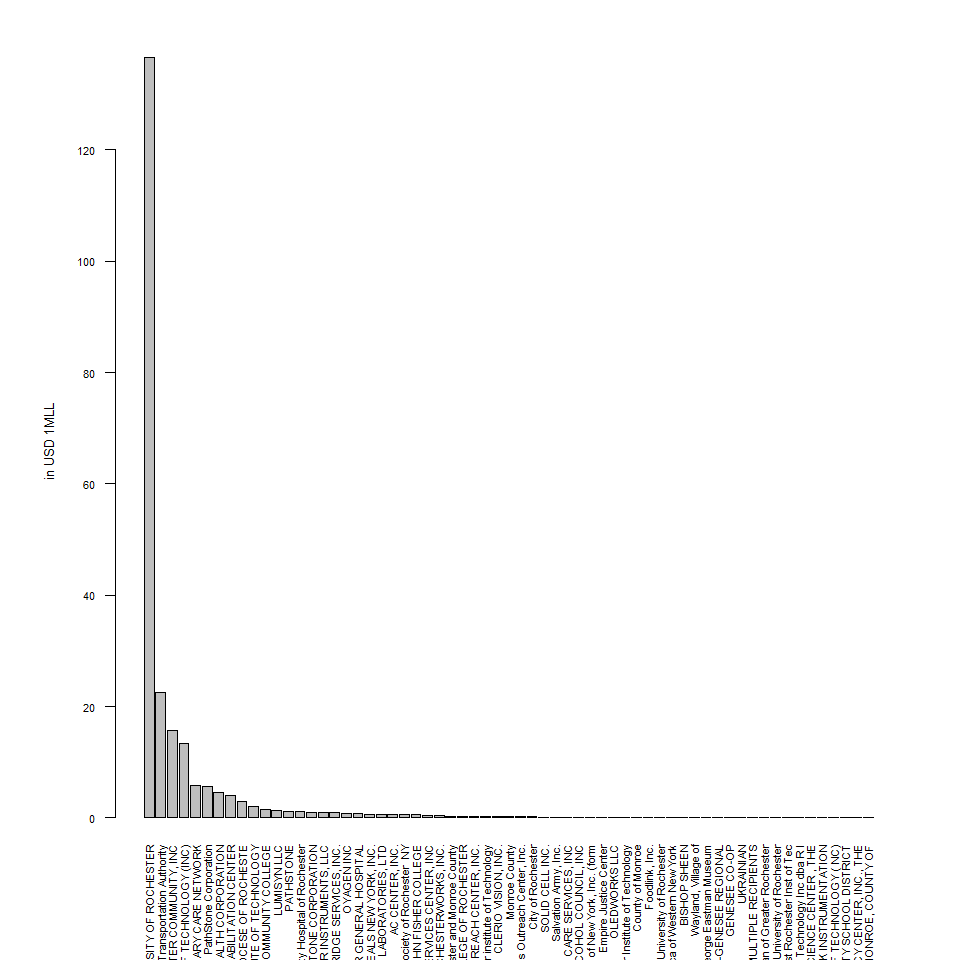 120
100
80
60
40
20
0
in USD 1MLL
SITY OF ROCHESTER
Transportation Authority
TER COMMUNITY, INC
TECHNOLOGY (INC)
ARY CARE NETWORK
PathStone Corporation
ALTH CORPORATION
ABILITATION CENTER
OCESE OF ROCHESTE
UTE OF TECHNOLOGY
OMMUNITY COLLEGE
LUMISYN LLC
PATHSTONE
y Hospital of Rochester
TONE CORPORATION
R INSTRUMENTS, LLC
RIDGE SERVICES, INC.
OYAGEN INC
R GENERAL HOSPITAL
EALS NEW YORK, INC.
LABORATORIES, LTD
AC CENTER, INC.
ociety of Rochester NY
HN FISHER COLLEGE
ERVICES CENTER, INC
CHESTERWORKS, INC.
ster and Monroe County
EGE OF ROCHESTER
REACH CENTER, INC.
r Institute of Technology
CLERIO VISION, INC.
Monroe County
s Outreach Center, Inc.
City of Rochester
SOLID CELL INC.
Salvation Army, Inc
CARE SERVICES, INC
COHOL COUNCIL, INC
of New York, Inc. (form
Empire Justice Center
OLEDWORKS LLC
r Institute of Technology
County of Monroe
Foodlink, Inc.
University of Rochester
ca of Western New York
BISHOP SHEEN
Wayland, Village of
eorge Eastman Museum
-GENESEE REGIONAL
GENESEE CO-OP
UKRAINIAN
MULTIPLE RECIPIENTS
an of Greater Rochester
University of Rochester
st Rochester Inst of Tec
Technology Inc dba R I
IENCE CENTER , THE
K INSTRUMENTATION
TECHNOLOGY (INC)
Y SCHOOL DISTRICT
CY CENTER, INC., THE
ONROE, COUNTY OF